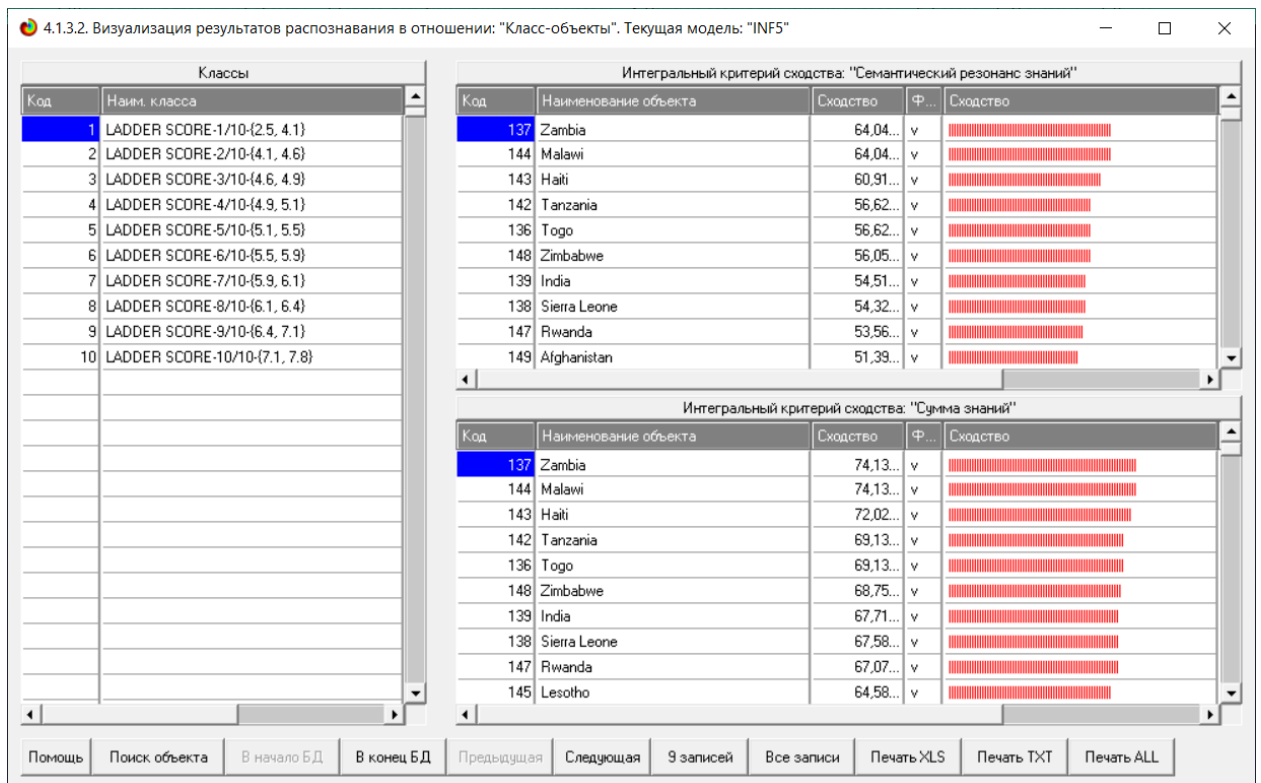 4.1.3.2. Визуализация результатов распознавания в отношении: "Класс-объекты". Текущая модель: "INF5"
Классы
Код Наим. класса
1 LADDER SCORE-1/10-{2.5, 4.1}
2 LADDER SCORE-2/10-{4.1, 4.6}
3 LADDER SCORE-3/10-{4.6, 4.9}
4 LADDER SCORE-4/10-{4.9, 5.1}
5 LADDER SCORE-5/10-{5.1, 5.5}
6 LADDER SCORE-6/10-{5.5, 5.9}
7 LADDER SCORE-7/10-{5.9, 6.1}
8 LADDER SCORE-8/10-{6.1, 6.4}
9 LADDER SCORE-9/10-{6.4, 7.1}
10 LADDER SCORE-10/10-{7.1, 7.8}
Интегральный критерий сходства: "Семантический резонанс знаний"
Код Наименование объекта Сходство Ф... Сходство
137 Zambia 64,04... v
144 Malawi 64,04... v
143 Haiti 60,91... v
142 Tanzania 56,62... v
136 Togo 56,62... v
148 Zimbabwe 56,05... v
139 India 54,51... v
138 Sierra Leone 54,32... v
147 Rwanda 53,56... v
149 Afghanistan 51,39... v
Интегральный критерий сходства: "Сумма знаний"
Код Наименование объекта Сходство Ф... Сходство
137 Zambia 74,13... v
144 Malawi 74,13... v
143 Haiti 72,02... v
142 Tanzania 69,13... v
136 Togo 69,13... v
148 Zimbabwe 68,75... v
139 India 67,71... v
138 Sierra Leone 67,58... v
147 Rwanda 67,07... v
145 Lesotho 64,58... v
Помощь Поиск объекта В начало БД В конец БД Предыдущая Следующая 9 записей Все записи Печать XLS Печать TXT Печать ALL